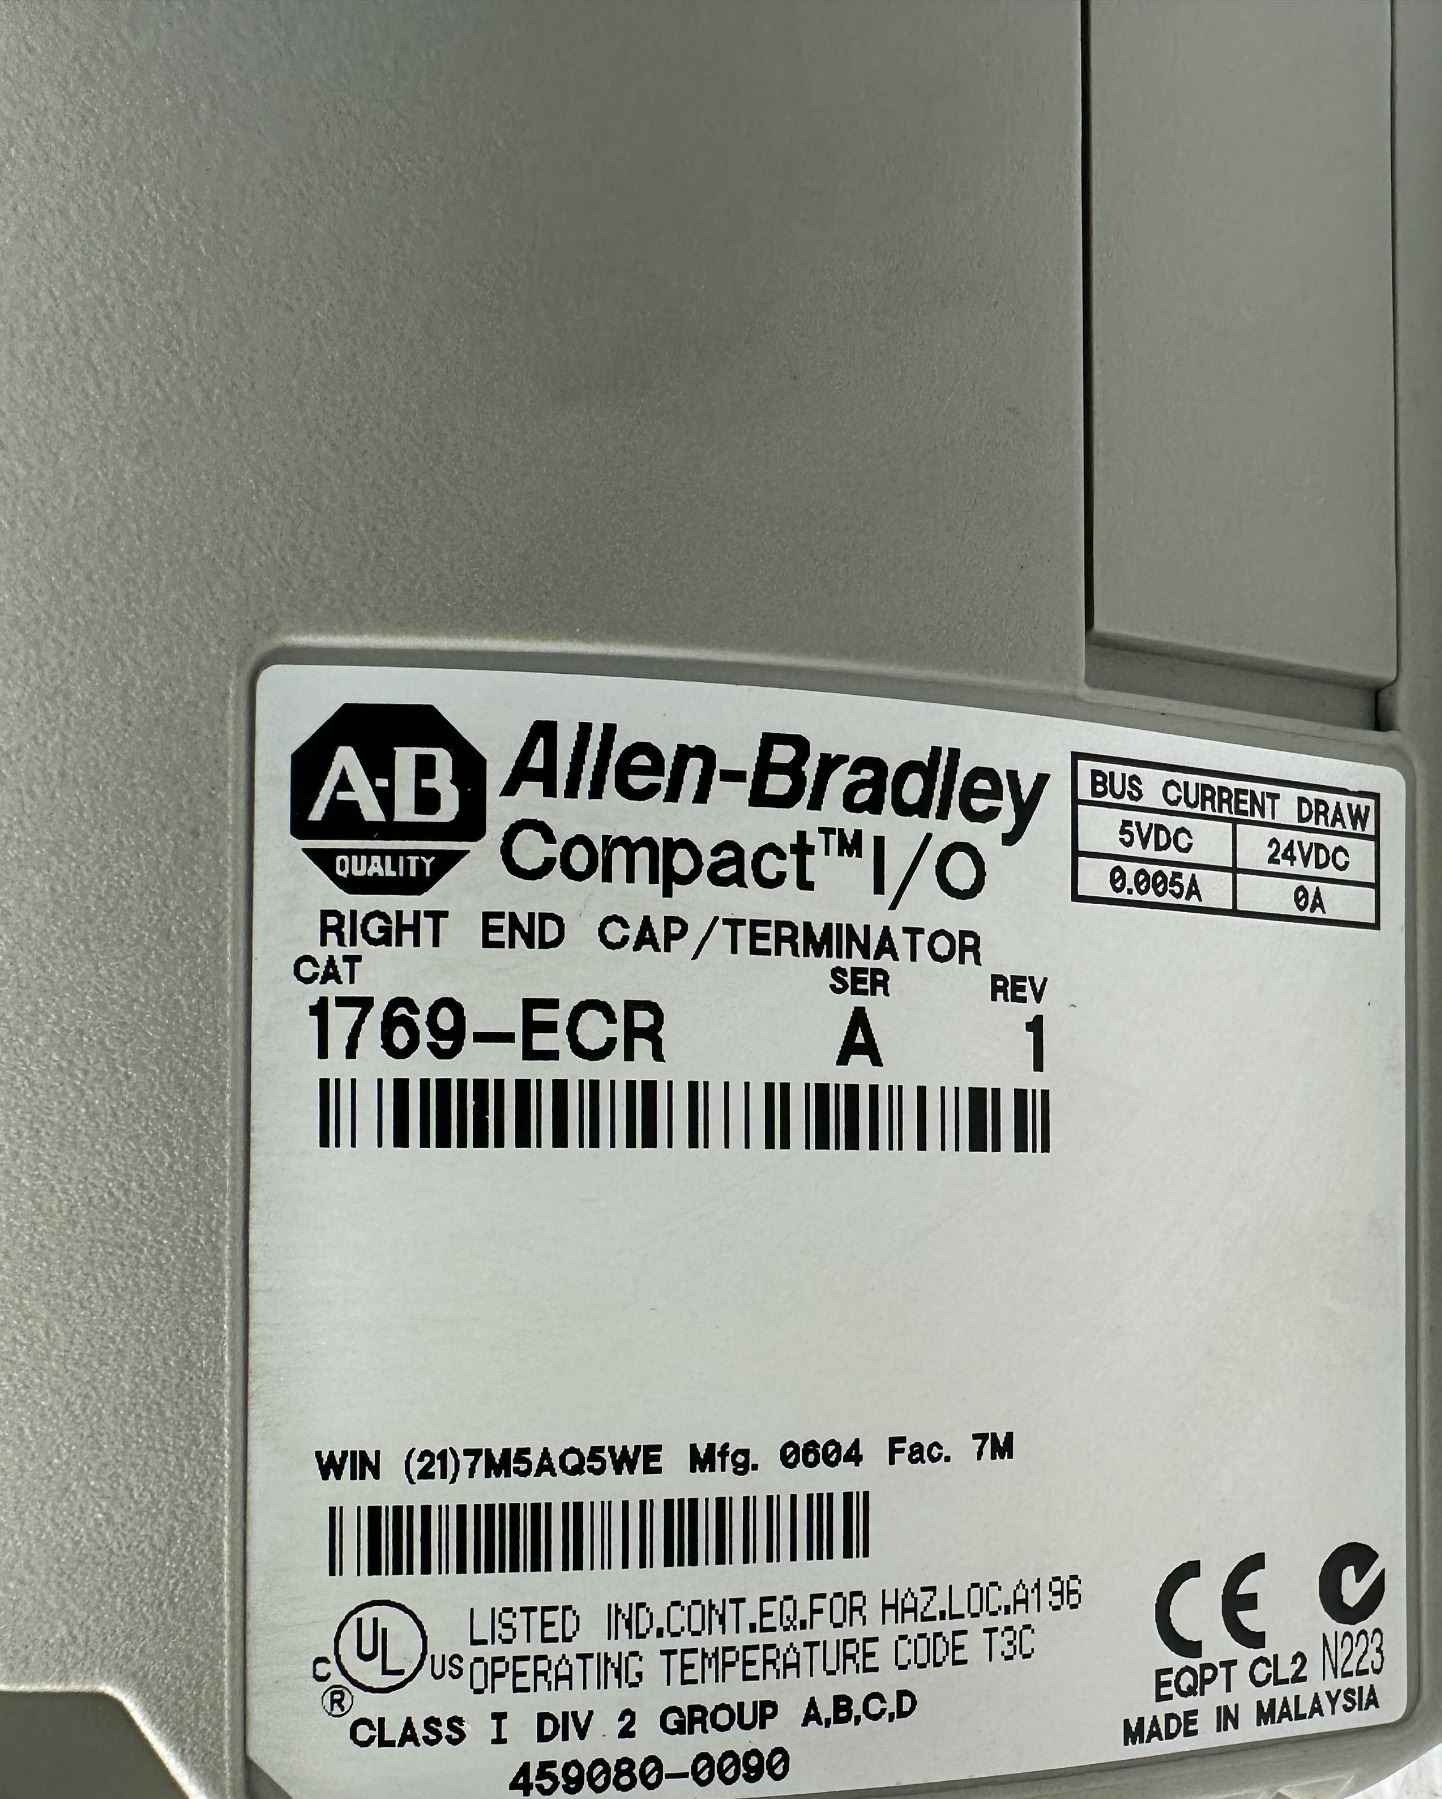 A-B
QUALITY
Allen-Bradley
Compact™ I/O
BUS CURRENT DRAW
5VDC 24VDC
0.005A 0A
RIGHT END CAP/TERMINATOR
CAT SER REV
1769-ECR A 1
WIN (21)7M5AQ5WE Mfg. 0604 Fac. 7M
C UL US LISTED IND.CONT.EQ.FOR HAZ.LOC.A196
® OPERATING TEMPERATURE CODE T3C
CLASS I DIV 2 GROUP A,B,C,D
459080-0090
CE
EQPT CL2 N223
MADE IN MALAYSIA